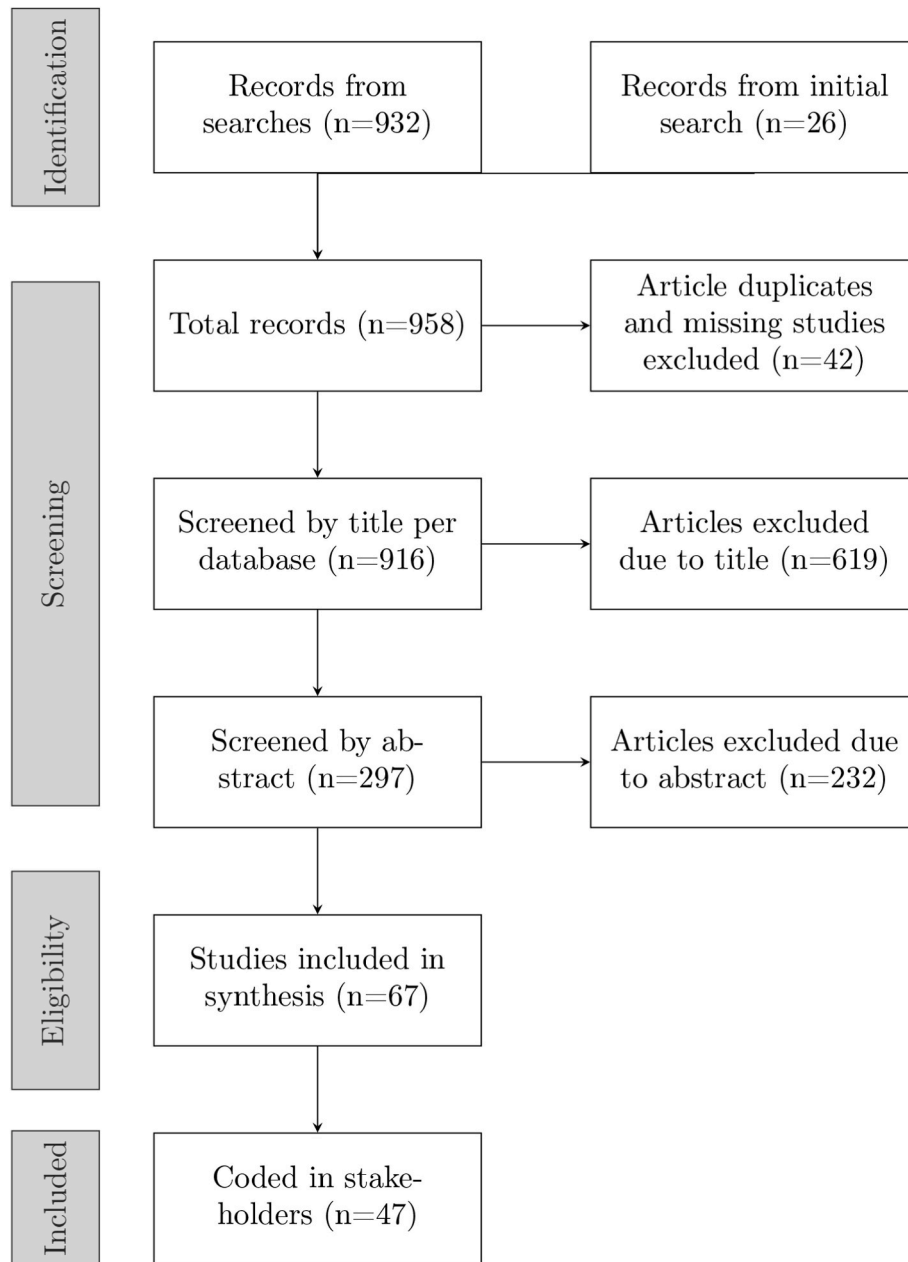 Identification
Records from
searches (n=932)
Records from initial
search (n=26)
Screening
Total records (n=958)
Article duplicates
and missing studies
excluded (n=42)
Screened by title per
database (n=916)
Articles excluded
due to title (n=619)
Screened by ab-
stract (n=297)
Articles excluded due
to abstract (n=232)
Eligibility
Studies included in
synthesis (n=67)
Included
Coded in stake-
holders (n=47)